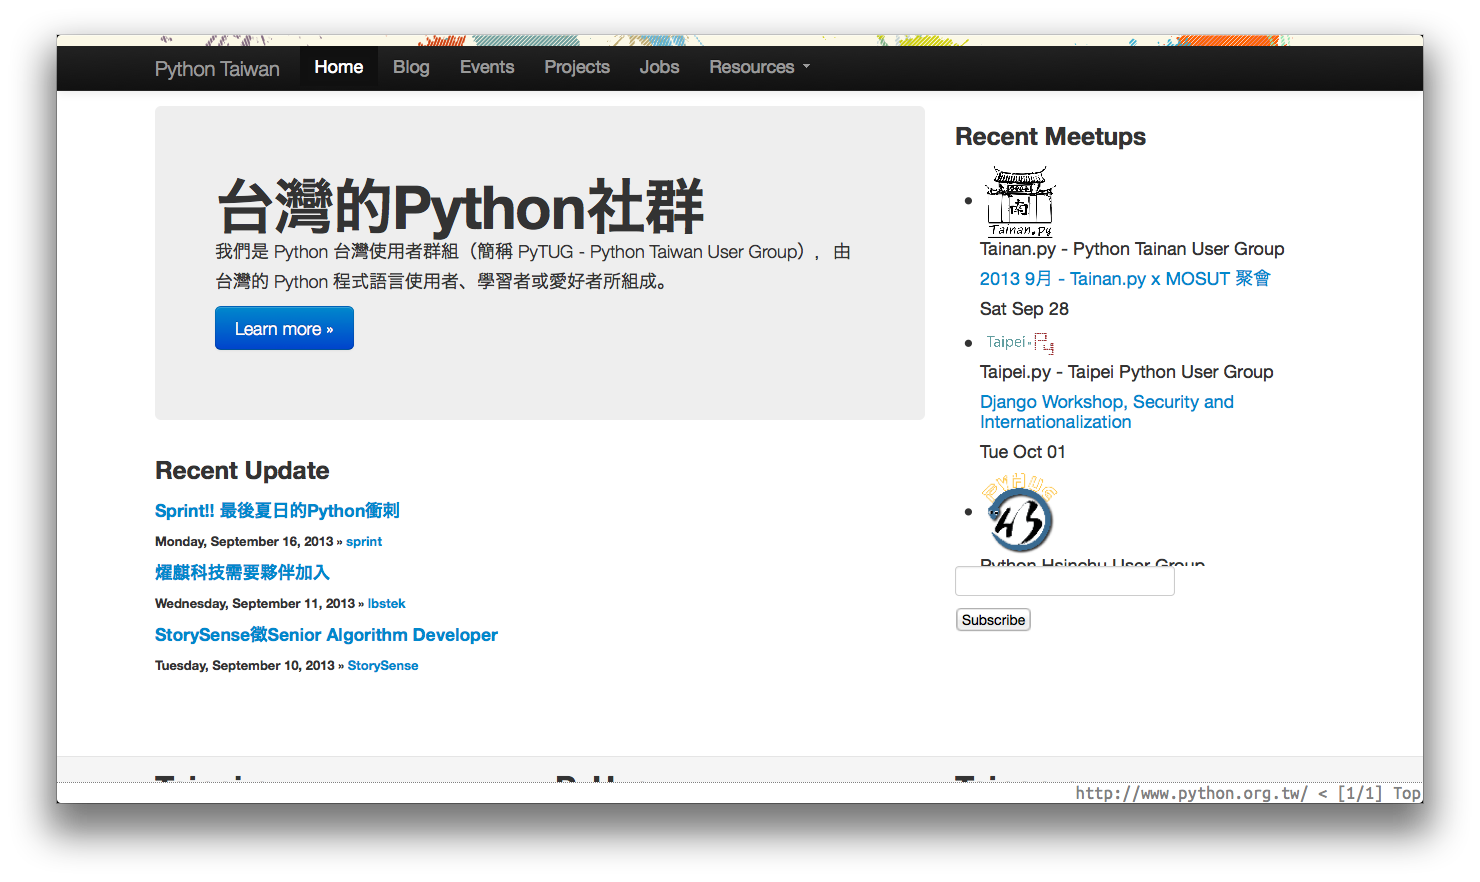 Python Taiwan Home Blog Events Projects Jobs Resources
台灣的Python社群
我們是 Python 台灣使用者群組（簡稱 PyTUG - Python Taiwan User Group），由
台灣的 Python 程式語言使用者、學習者或愛好者所組成。
Learn more »
Recent Update
Sprint!! 最後夏日的Python衝刺
Monday, September 16, 2013 » sprint
燿麒科技需要夥伴加入
Wednesday, September 11, 2013 » lbstek
StorySense徵Senior Algorithm Developer
Tuesday, September 10, 2013 » StorySense
Recent Meetups
南
Tainan.py
Tainan.py - Python Tainan User Group
2013 9月 - Tainan.py x MOSUT 聚會
Sat Sep 28
Taipei.Py
Taipei.py - Taipei Python User Group
Django Workshop, Security and
Internationalization
Tue Oct 01
PYHUG
Python Hsinchu User Group
Subscribe
http://www.python.org.tw/ < [1/1] Top